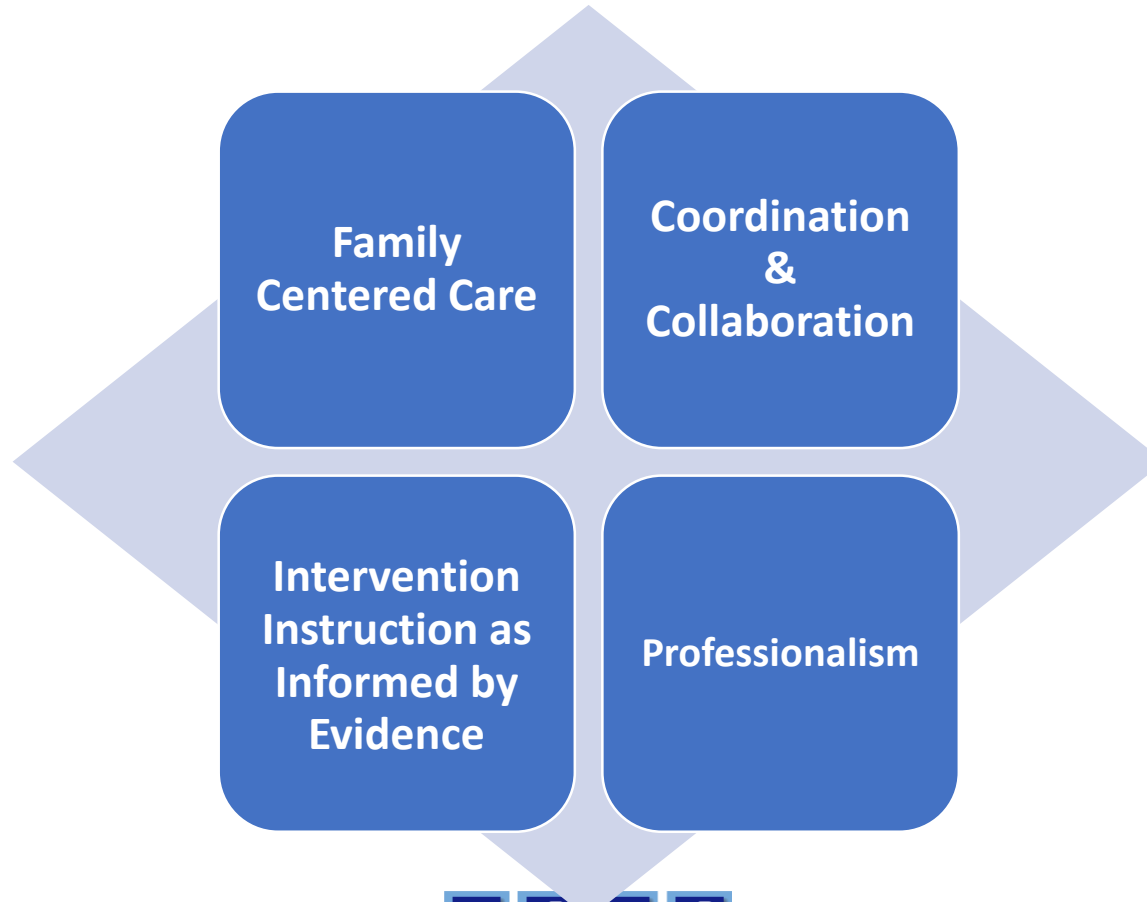 Family
Centered Care
Coordination
&
Collaboration
Intervention
Instruction as
Informed by
Evidence
Professionalism